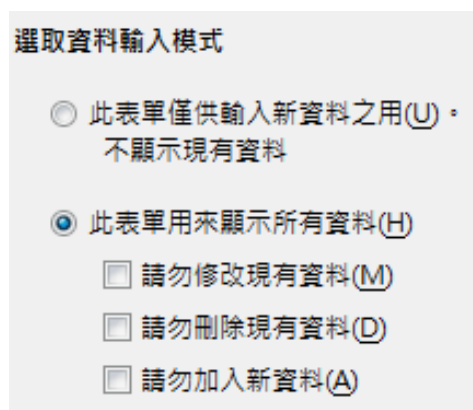 選取資料輸入模式
此表單僅供輸入新資料之用(U)。
不顯示現有資料
此表單用來顯示所有資料(H)
請勿修改現有資料(M)
請勿刪除現有資料(D)
請勿加入新資料(A)